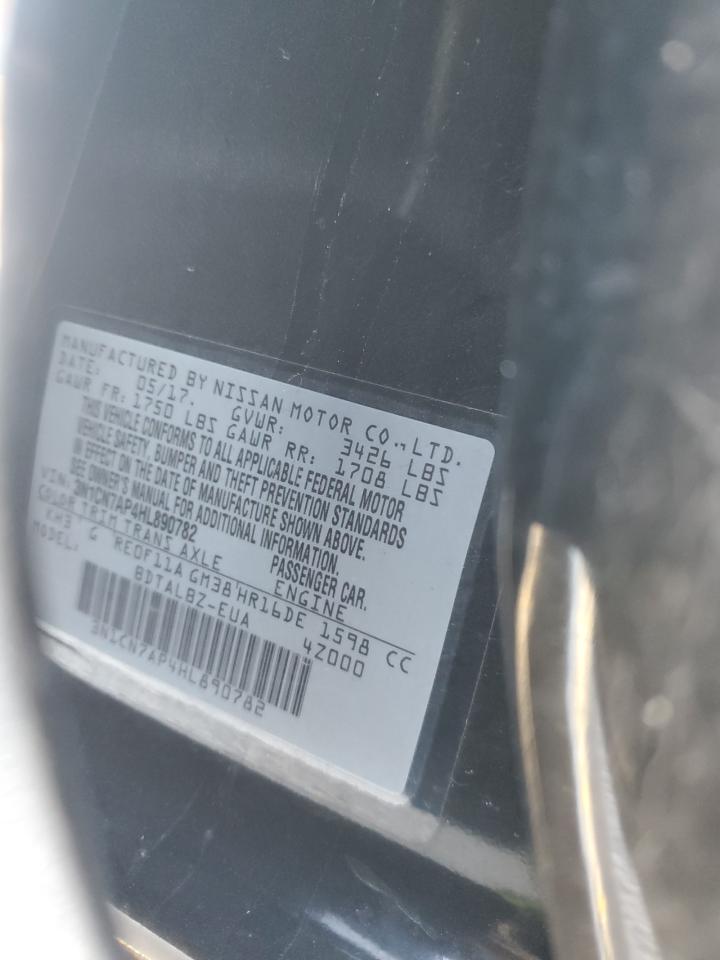 MANUFACTURED BY NISSAN MOTOR CO., LTD.
DATE: 05/17. GVWR: 3426 LBS
GAWR FR: 1750 LBS GAWR RR: 1708 LBS
THIS VEHICLE CONFORMS TO ALL APPLICABLE FEDERAL MOTOR
VEHICLE SAFETY, BUMPER AND THEFT PREVENTION STANDARDS
IN EFFECT ON THE DATE OF MANUFACTURE SHOWN ABOVE.
SEE OWNER'S MANUAL FOR ADDITIONAL INFORMATION.
VIN: 3N1CN7AP4HL890782 PASSENGER CAR.
COLOR TRIM TRANS AXLE ENGINE
KH3 G RE0F11A GM38 HR16DE 1598 CC
MODEL: BDTALBZ-EUA 4Z000
3N1CN7AP4HL890782